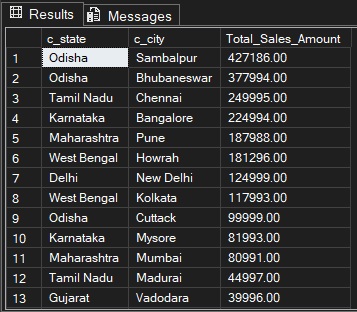 Results Messages
c_state c_city Total_Sales_Amount
1 Odisha Sambalpur 427186.00
2 Odisha Bhubaneswar 377994.00
3 Tamil Nadu Chennai 249995.00
4 Karnataka Bangalore 224994.00
5 Maharashtra Pune 187988.00
6 West Bengal Howrah 181296.00
7 Delhi New Delhi 124999.00
8 West Bengal Kolkata 117993.00
9 Odisha Cuttack 99999.00
10 Karnataka Mysore 81993.00
11 Maharashtra Mumbai 80991.00
12 Tamil Nadu Madurai 44997.00
13 Gujarat Vadodara 39996.00